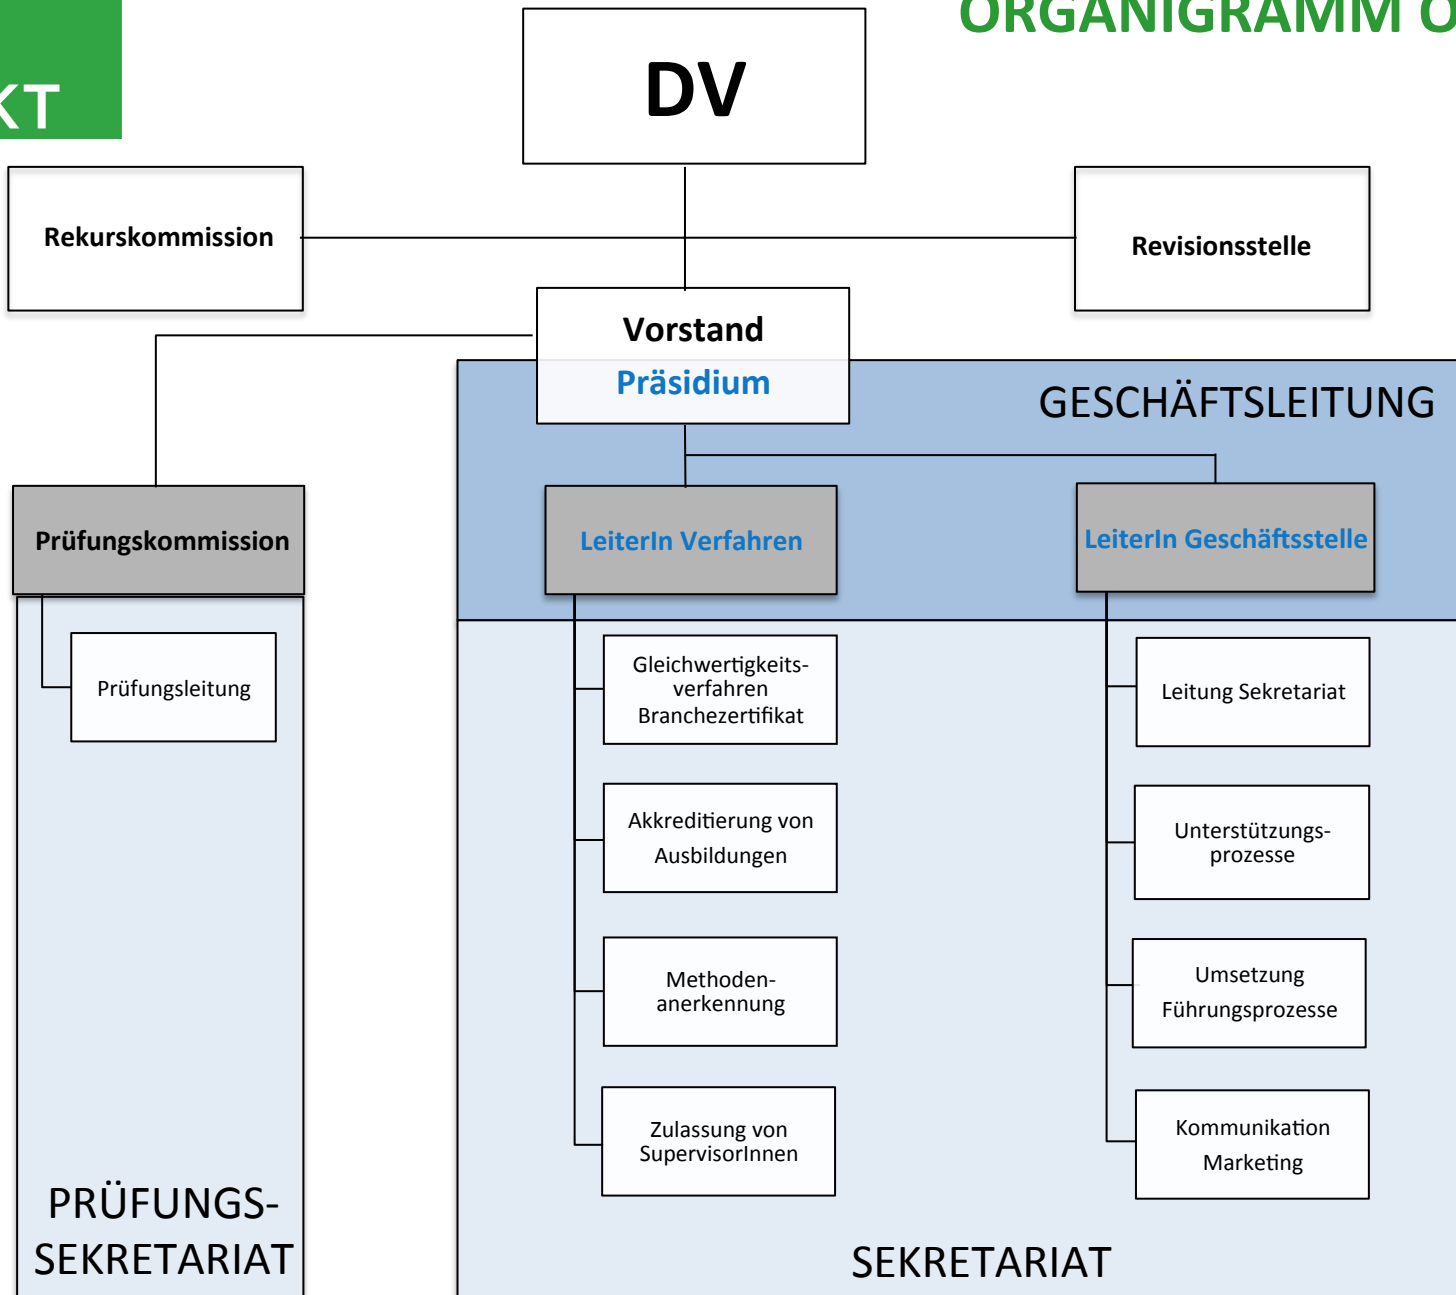 ORGANIGRAMM O
KT
DV
Rekurskommission
Revisionsstelle
Vorstand
Präsidium
GESCHÄFTSLEITUNG
Prüfungskommission
LeiterIn Verfahren
LeiterIn Geschäftsstelle
Prüfungsleitung
Gleichwertigkeits-
verfahren
Branchezertifikat
Leitung Sekretariat
Akkreditierung von
Ausbildungen
Unterstützungs-
prozesse
Methoden-
anerkennung
Umsetzung
Führungsprozesse
Zulassung von
SupervisorInnen
Kommunikation
Marketing
PRÜFUNGS-
SEKRETARIAT
SEKRETARIAT